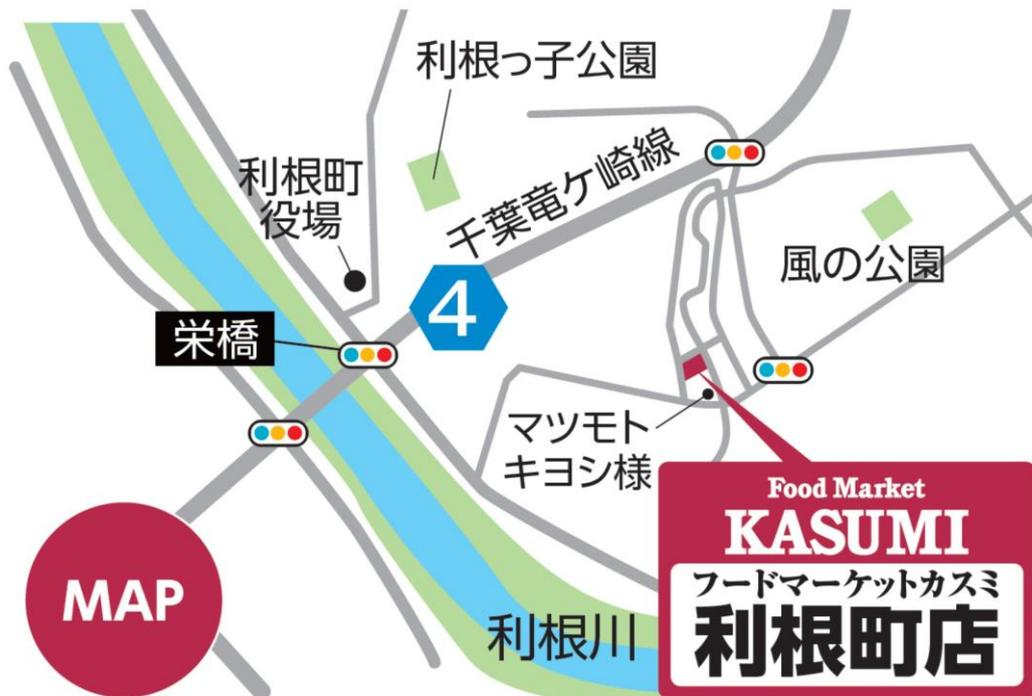 利根っ子公園
利根町
役場
千葉竜ケ崎線
風の公園
4
栄橋
マツモト
キヨシ様
Food Market
KASUMI
フードマーケットカスミ
利根町店
MAP
利根川